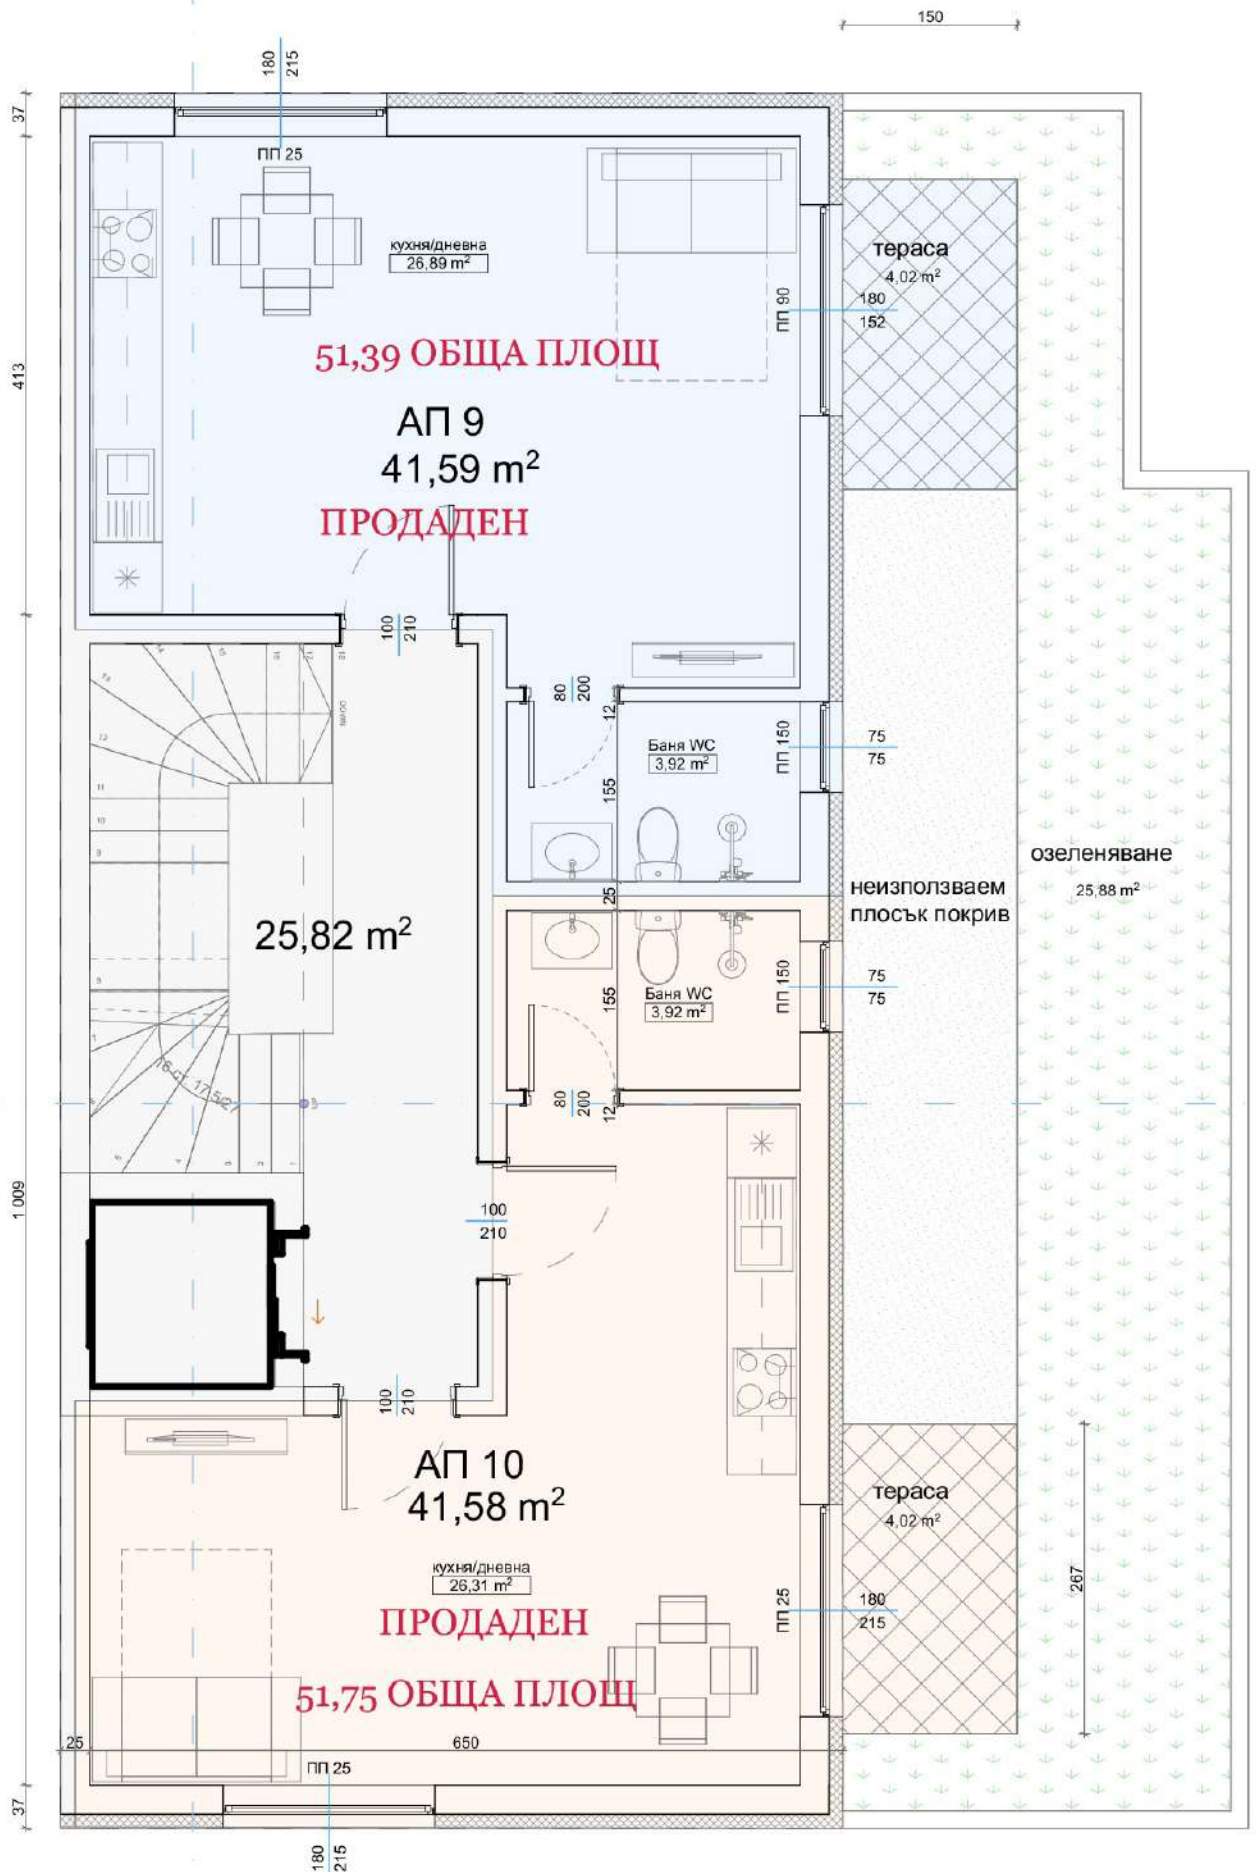 150
180
215
37
ПП 25
кухня/дневна
26,89 m²
тераса
4,02 m²
ПП 90
180
152
51,39 ОБЩА ПЛОЩ
413
АП 9
41,59 m²
ПРОДАДЕН
100
210
80
200
12
Баня WC
3,92 m²
ПП 150
75
75
155
озеленяване
25,88 m²
неизползваем
плосък покрив
25
25,82 m²
Баня WC
3,92 m²
ПП 150
75
75
155
80
200
12
1 009
100
210
100
210
АП 10
41,58 m²
тераса
4,02 m²
кухня/дневна
26,31 m²
267
ПП 25
180
215
ПРОДАДЕН
51,75 ОБЩА ПЛОЩ
25
650
ПП 25
37
180
215